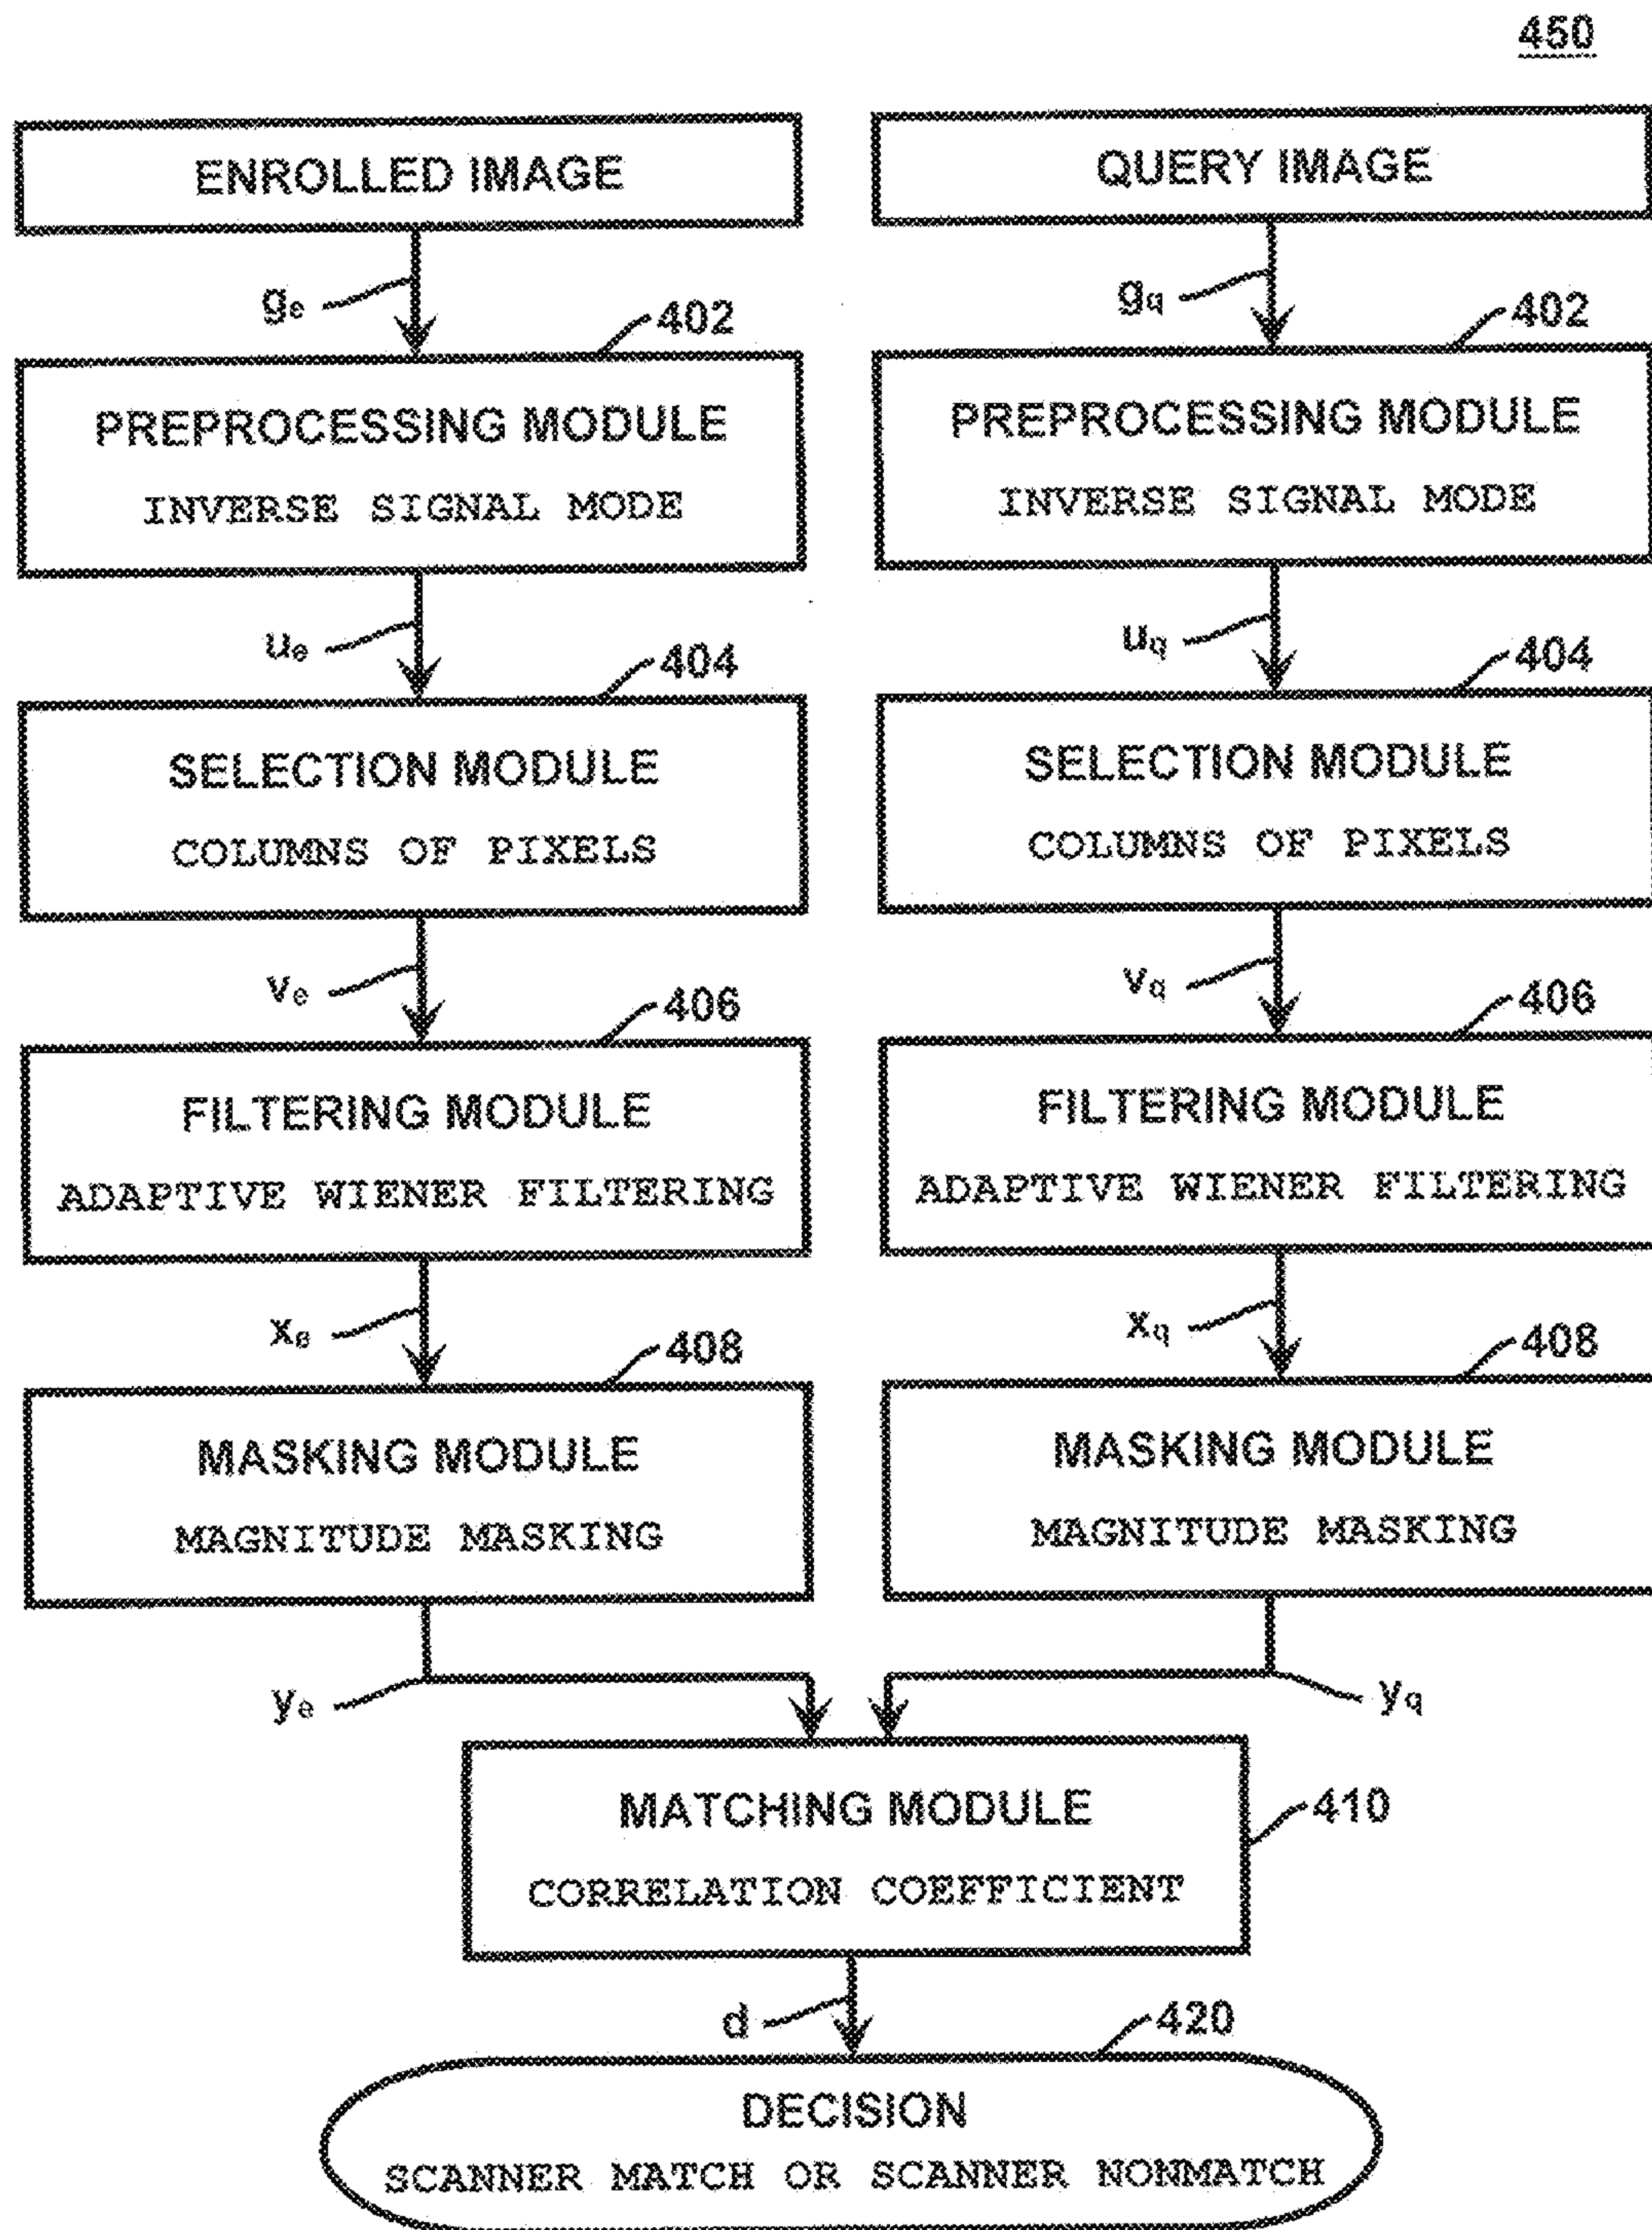 450
ENROLLED IMAGE
QUERY IMAGE
ge
gq
402
402
PREPROCESSING MODULE
INVERSE SIGNAL MODE
PREPROCESSING MODULE
INVERSE SIGNAL MODE
ue
uq
404
404
SELECTION MODULE
COLUMNS OF PIXELS
SELECTION MODULE
COLUMNS OF PIXELS
ve
vq
406
406
FILTERING MODULE
ADAPTIVE WIENER FILTERING
FILTERING MODULE
ADAPTIVE WIENER FILTERING
xe
xq
408
408
MASKING MODULE
MAGNITUDE MASKING
MASKING MODULE
MAGNITUDE MASKING
ye
yq
MATCHING MODULE
CORRELATION COEFFICIENT
410
d
420
DECISION
SCANNER MATCH OR SCANNER NONMATCH